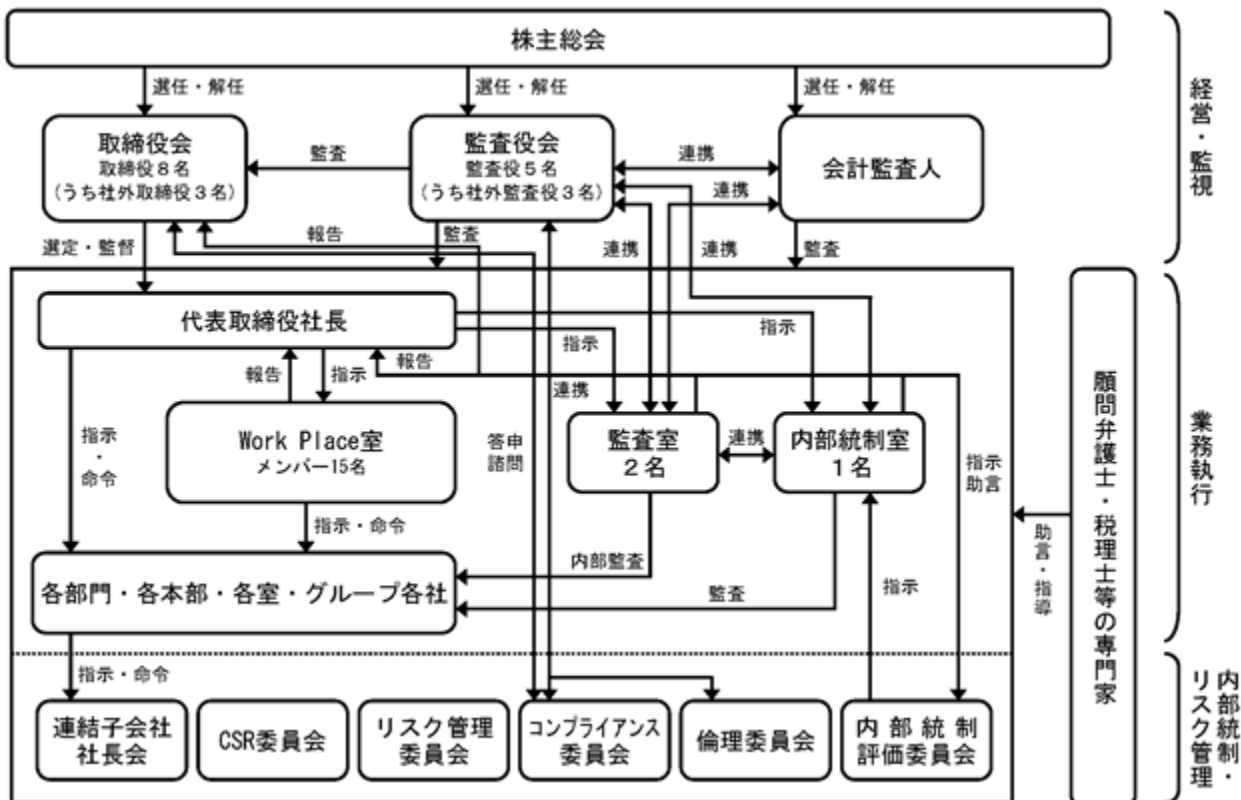 株主総会
選任・解任
選任・解任
選任・解任
経営・監視
取締役会
取締役8名
(うち社外取締役3名)
監査
監査役会
監査役5名
(うち社外監査役3名)
連携
連携
会計監査人
選定・監督
報告
監査
連携
連携
監査
代表取締役社長
指示
指示
報告
指示
報告
連携
指示
・
命令
Work Place室
メンバー15名
答申
諮問
監査室
2名
連携
内部統制室
1名
指示
助言
顧問弁護士・税理士等の専門家
業務執行
指示・命令
助言・指導
内部監査
各部門・各本部・各室・グループ各社
監査
指示
指示・命令
連結子会社
社長会
CSR委員会
リスク管理
委員会
コンプライアンス
委員会
倫理委員会
内部統制
評価委員会
内部統制・
リスク管理